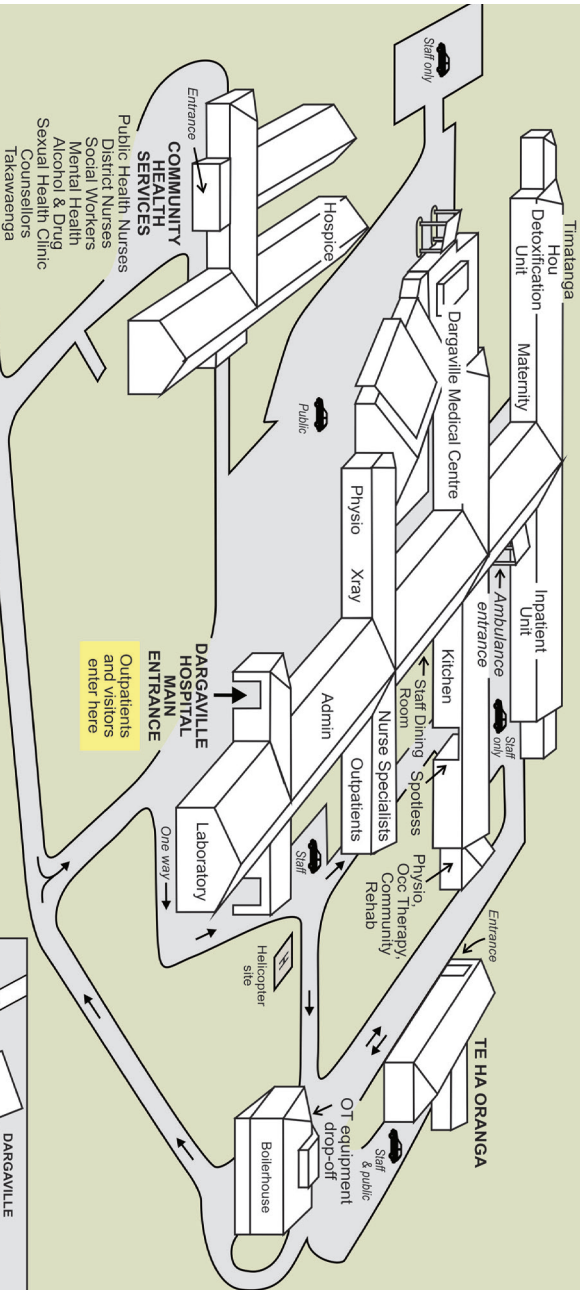 Timatanga
Hou
Detoxification
Unit
Maternity
Inpatient
Unit
Staff only
Dargaville Medical Centre
Ambulance
entrance
Staff
only
Kitchen
Staff Dining
Room
Spotless
Physio,
Occ Therapy,
Community
Rehab
Entrance
TE HA ORANGA
Staff
& public
Hospice
Public
Physio
Xray
Nurse Specialists
Outpatients
Admin
Laboratory
Staff
Helicopter
site
H
OT equipment
drop-off
Boilerhouse
Entrance
COMMUNITY
HEALTH
SERVICES
Public Health Nurses
District Nurses
Social Workers
Mental Health
Alcohol & Drug
Sexual Health Clinic
Counsellors
Takawaenga
DARGAVILLE
HOSPITAL
MAIN
ENTRANCE
Outpatients
and visitors
enter here
One way
DARGAVILLE